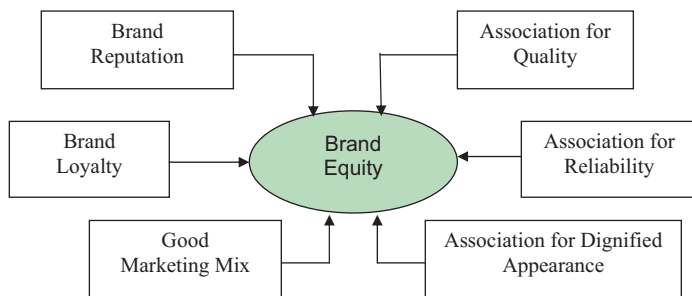 Brand
Reputation
Association for
Quality
Brand
Loyalty
Brand
Equity
Association for
Reliability
Good
Marketing Mix
Association for Dignified
Appearance